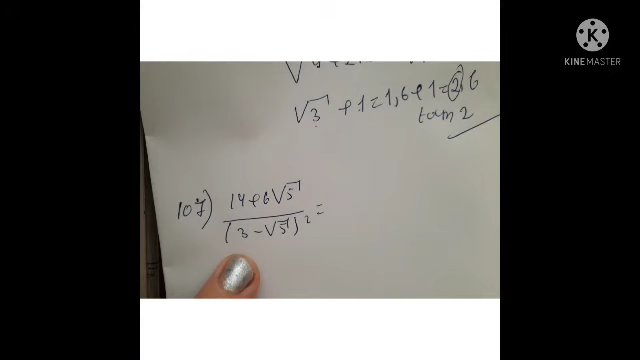 K
KINEMASTER
√3 + 1 = 1,6 + 1 = 2,6
tam 2
107) 14 + 6√5
(3 - √5)² =